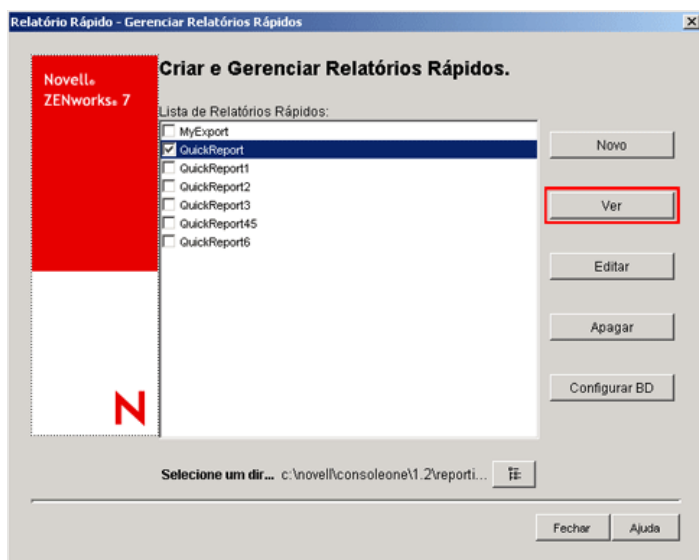 Relatório Rápido - Gerenciar Relatórios Rápidos
Novell®
ZENworks® 7
Criar e Gerenciar Relatórios Rápidos.
Lista de Relatórios Rápidos:
MyExport
QuickReport
QuickReport1
QuickReport2
QuickReport3
QuickReport45
QuickReport6
Novo
Ver
Editar
Apagar
Configurar BD
N
Selecione um dir... c:\novell\consoleone\1.2\reporti...
Fechar
Ajuda